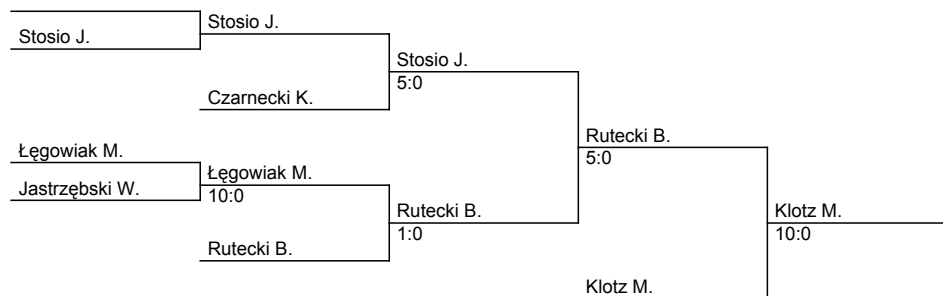 Stosio J.
Stosio J.
Stosio J.
5:0
Czarnecki K.
Rutecki B.
5:0
Łęgowiak M.
Łęgowiak M.
10:0
Jastrzębski W.
Rutecki B.
1:0
Klotz M.
10:0
Rutecki B.
Klotz M.